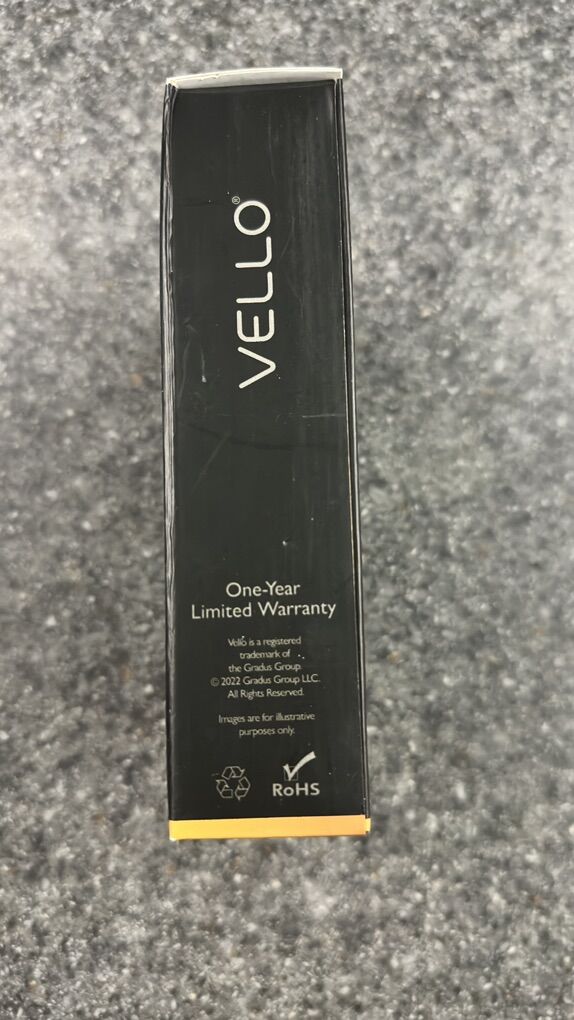 VELLO®
One-Year
Limited Warranty
Vello is a registered
trademark of
the Gradus Group.
© 2022 Gradus Group LLC.
All Rights Reserved.
Images are for illustrative
purposes only.
RoHS